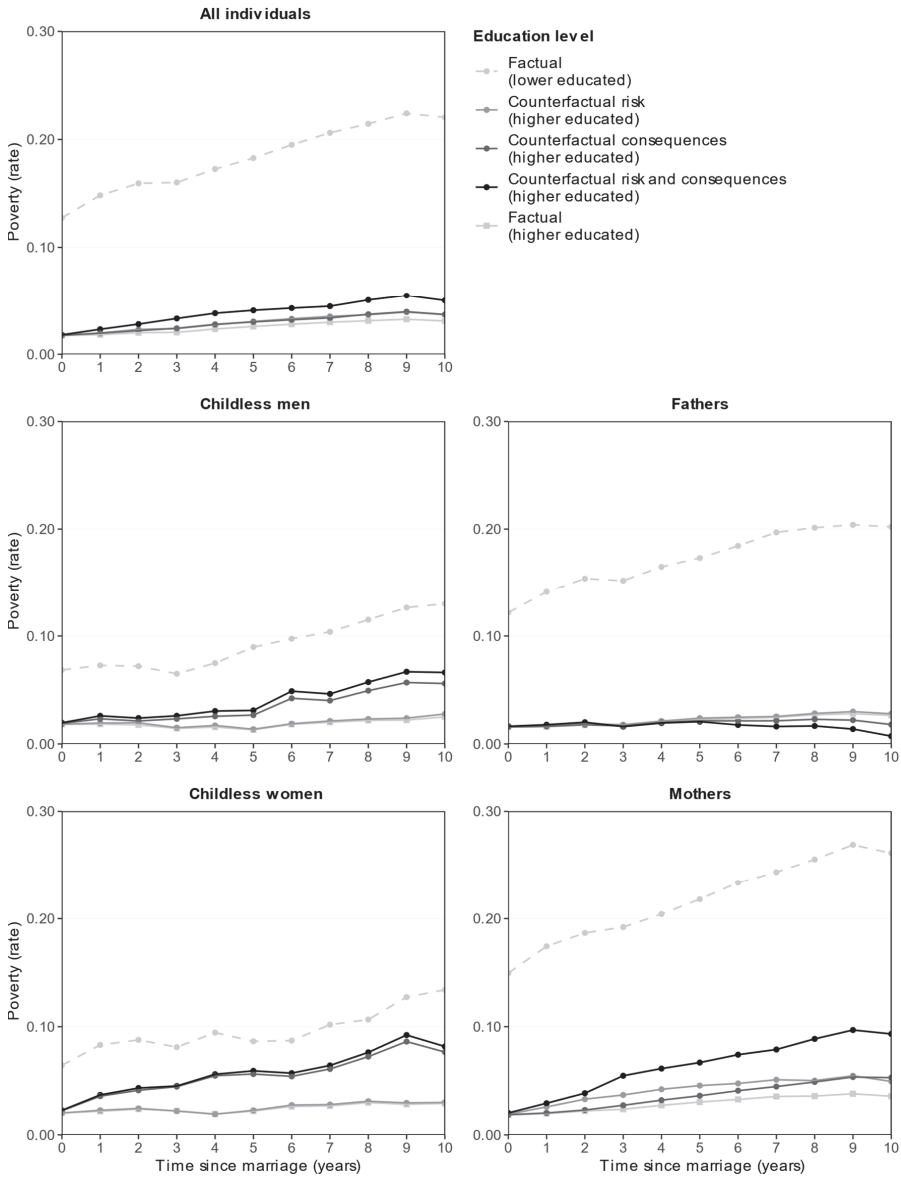 All individuals
Education level
Factual
(lower educated)
Counterfactual risk
(higher educated)
Counterfactual consequences
(higher educated)
Counterfactual risk and consequences
(higher educated)
Factual
(higher educated)
Poverty (rate)
0.30
0.20
0.10
0.00
0 1 2 3 4 5 6 7 8 9 10
Childless men
Poverty (rate)
0.30
0.20
0.10
0.00
0 1 2 3 4 5 6 7 8 9 10
Fathers
0.30
0.20
0.10
0.00
0 1 2 3 4 5 6 7 8 9 10
Childless women
Poverty (rate)
0.30
0.20
0.10
0.00
0 1 2 3 4 5 6 7 8 9 10
Time since marriage (years)
Mothers
0.30
0.20
0.10
0.00
0 1 2 3 4 5 6 7 8 9 10
Time since marriage (years)